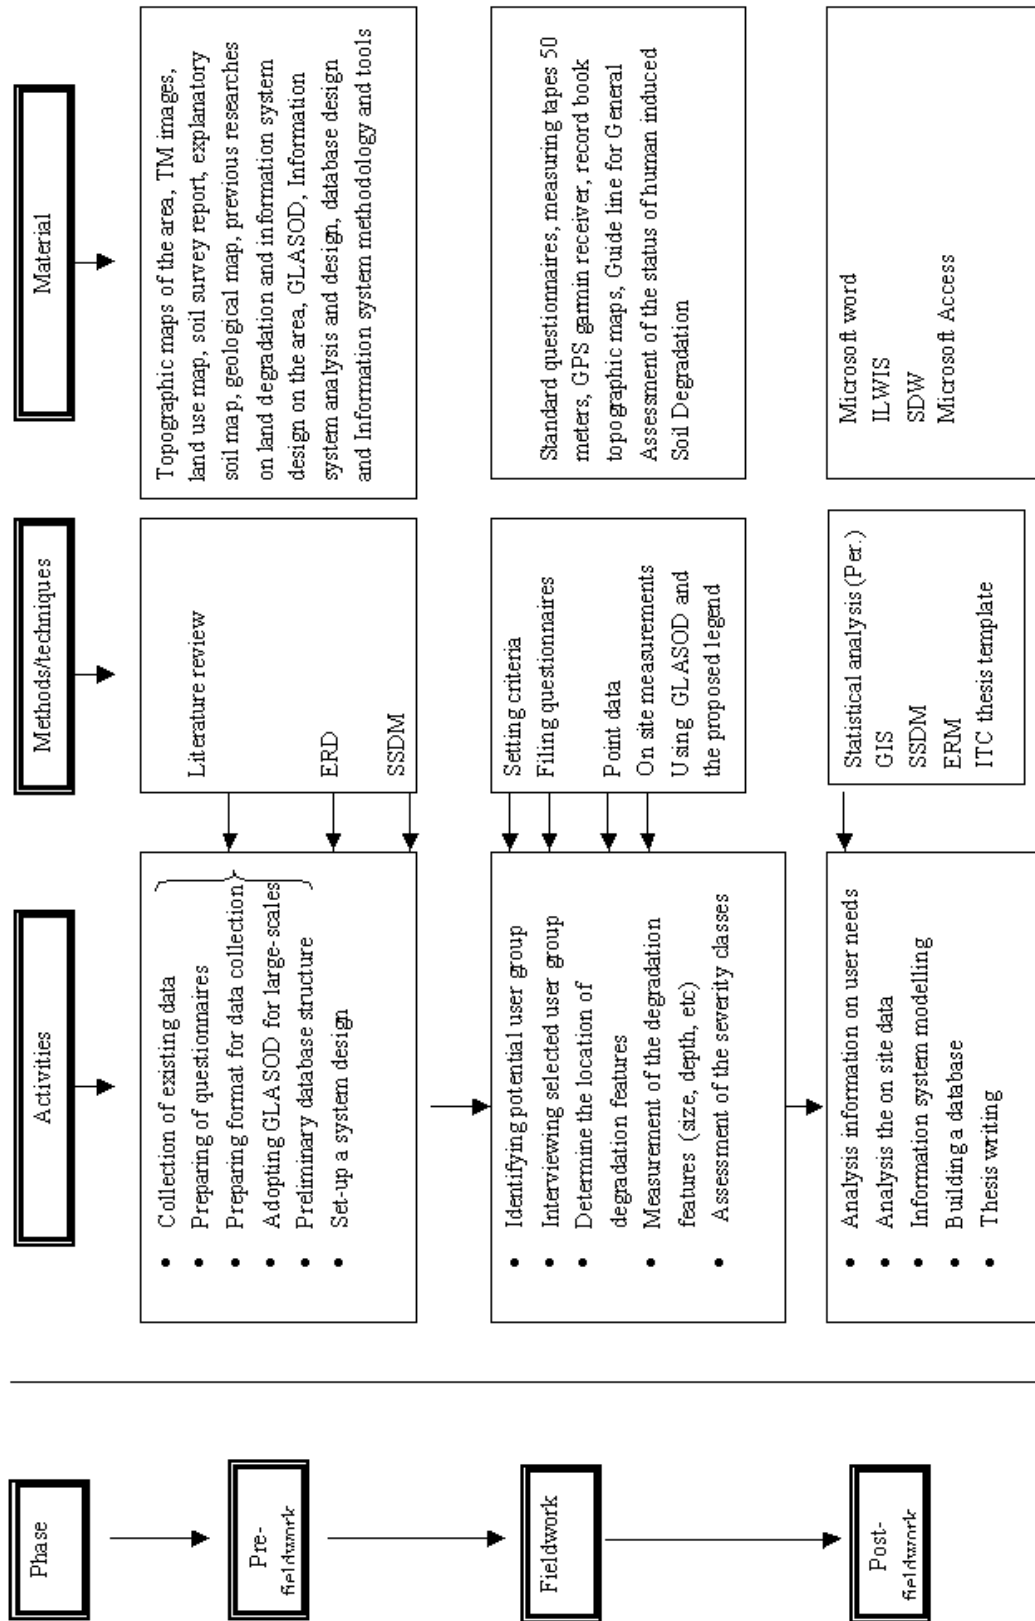 Phase
Activities
Methods/techniques
Material
Pre-
fieldwork
• Collection of existing data
• Preparing of questionnaires
• Preparing format for data collection
• Adopting GLASOD for large-scales
• Preliminary database structure
• Set-up a system design
Literature review
ERD
SSDM
Topographic maps of the area, TM images,
land use map, soil survey report, explanatory
soil map, geological map, previous researches
on land degradation and information system
design on the area, GLASOD, Information
system analysis and design, database design
and Information system methodology and tools
Fieldwork
• Identifying potential user group
• Interviewing selected user group
• Determine the location of
degradation features
• Measurement of the degradation
features (size, depth, etc)
• Assessment of the severity classes
Setting criteria
Filing questionnaires
Point data
On site measurements
Using GLASOD and
the proposed legend
Standard questionnaires, measuring tapes 50
meters, GPS garmin receiver, record book
topographic maps, Guide line for General
Assessment of the status of human induced
Soil Degradation
Post-
fieldwork
• Analysis information on user needs
• Analysis the on site data
• Information system modelling
• Building a database
• Thesis writing
Statistical analysis (Per.)
GIS
SSDM
ERM
ITC thesis template
Microsoft word
ILWIS
SDW
Microsoft Access